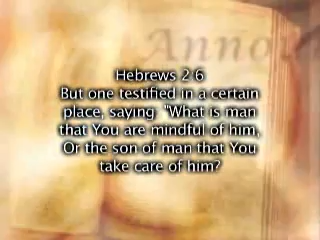 Annou
Hebrews 2:6
But one testified in a certain
place, saying "What is man
that You are mindful of him,
Or the son of man that You
take care of him?